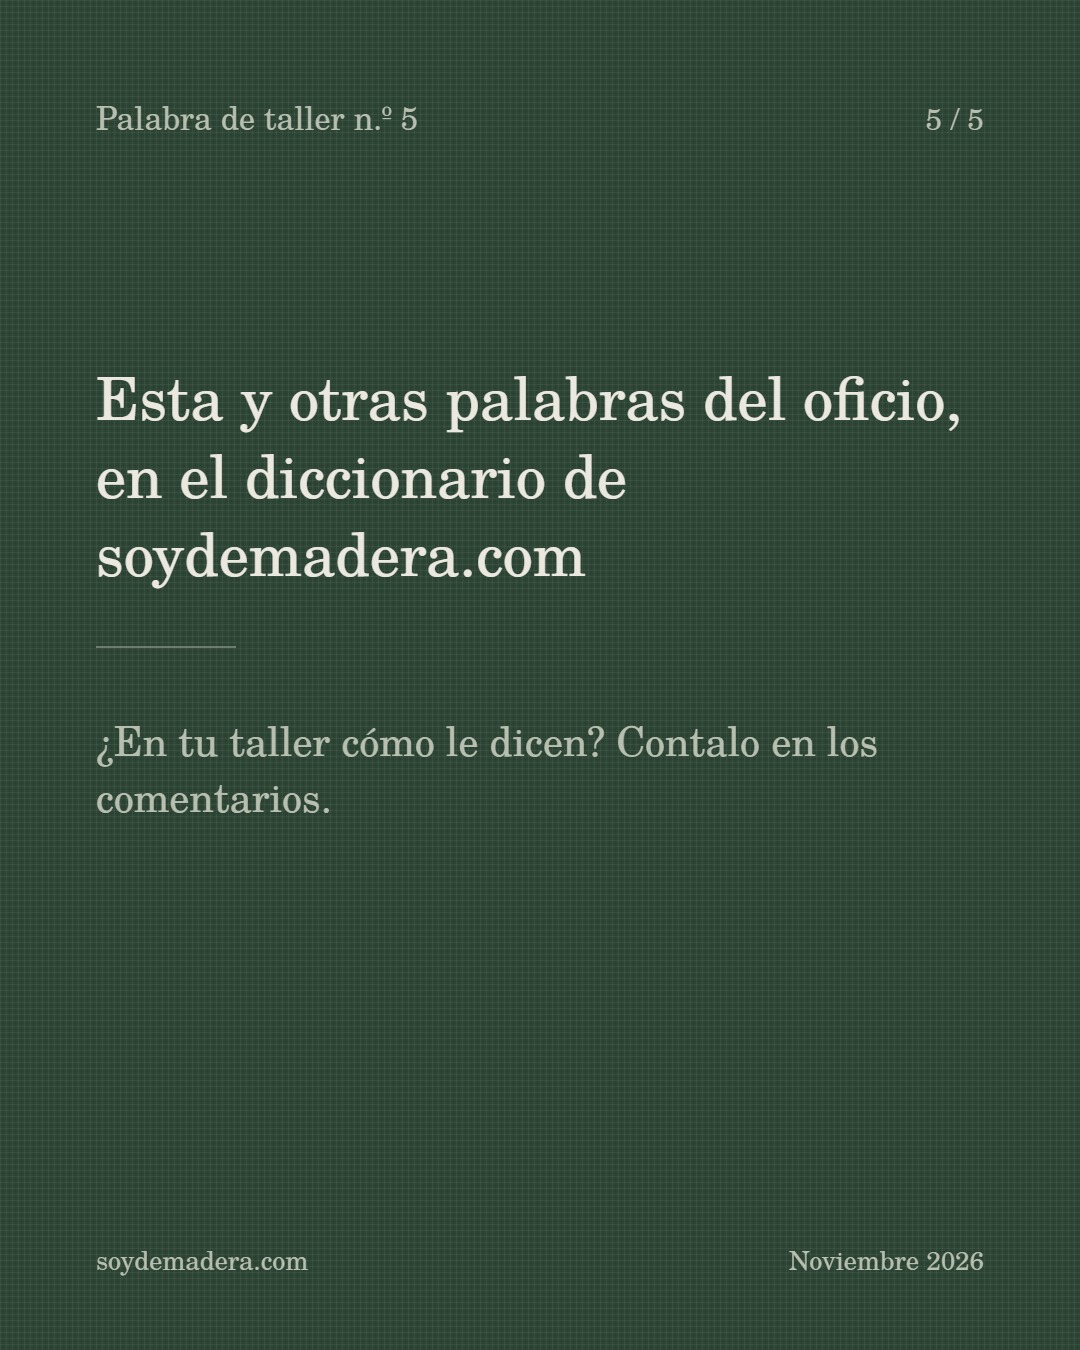 Palabra de taller n.º 5
5 / 5
Esta y otras palabras del oficio,
en el diccionario de
soydemadera.com
¿En tu taller cómo le dicen? Contalo en los
comentarios.
soydemadera.com
Noviembre 2026